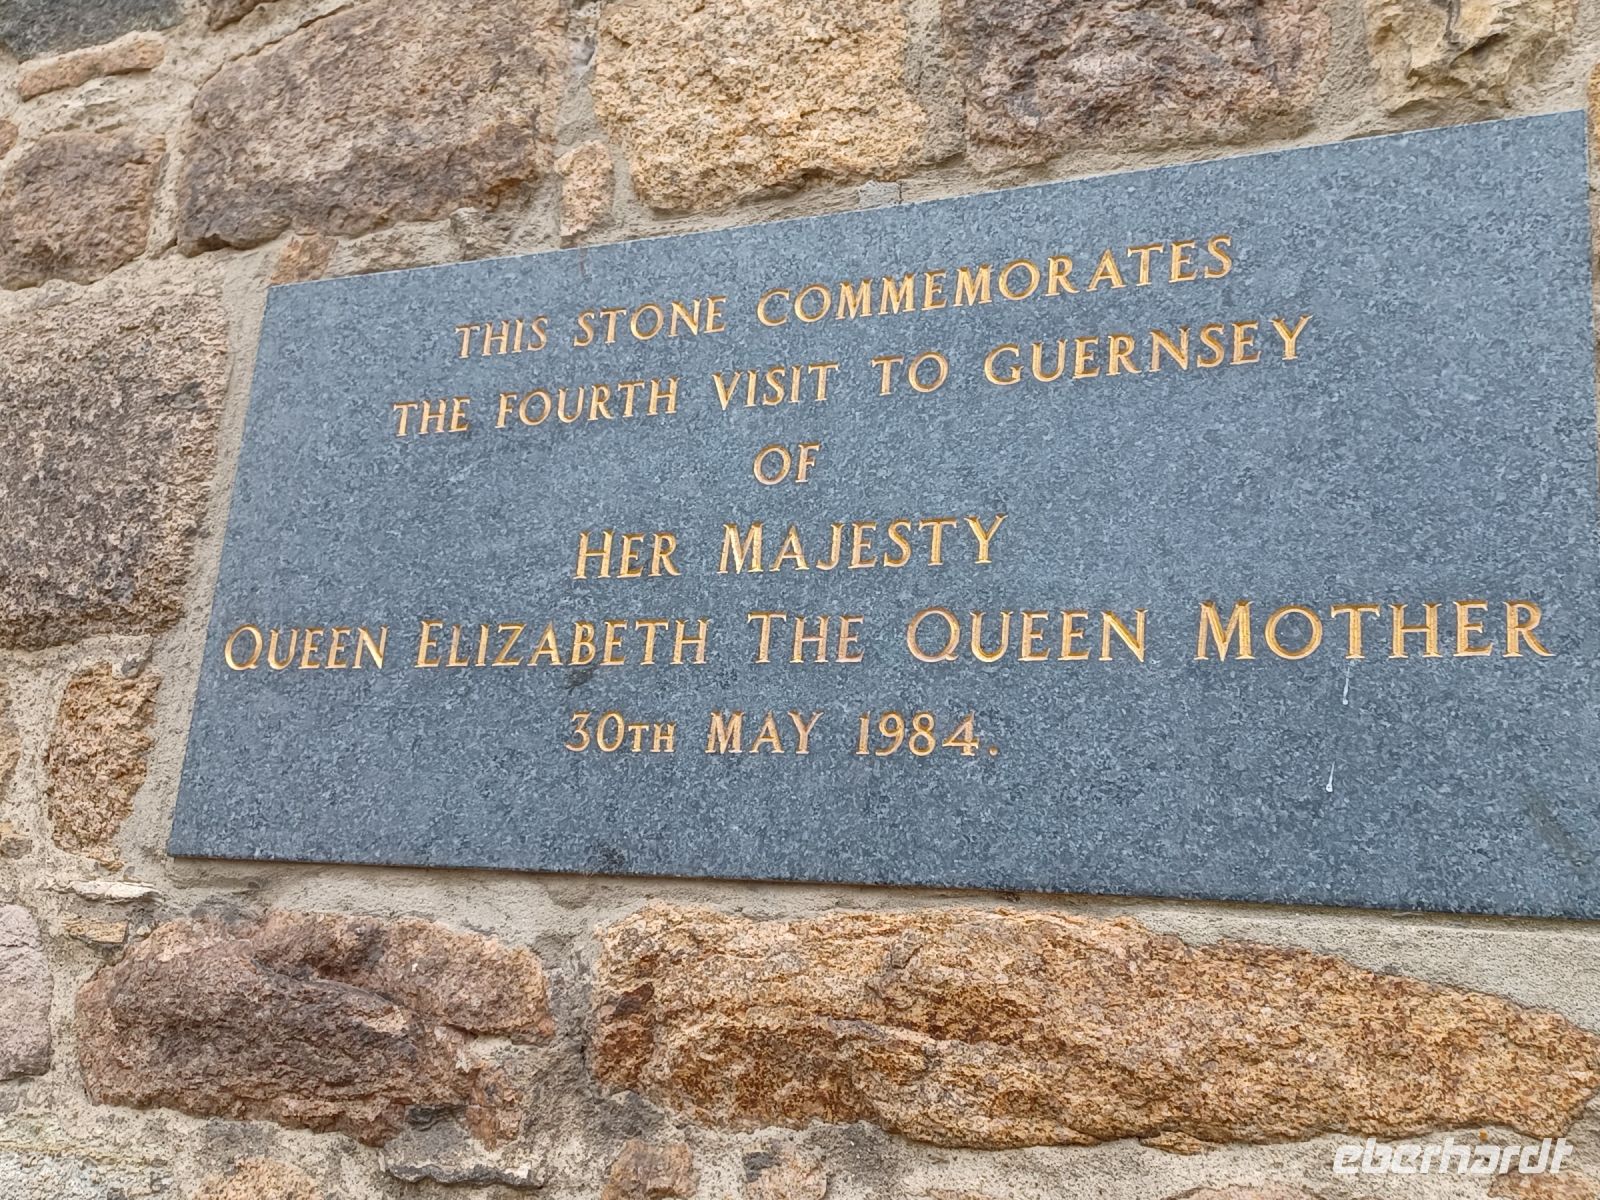 THIS STONE COMMEMORATES
THE FOURTH VISIT TO GUERNSEY
OF
HER MAJESTY
QUEEN ELIZABETH THE QUEEN MOTHER
30TH MAY 1984.
eberhardt